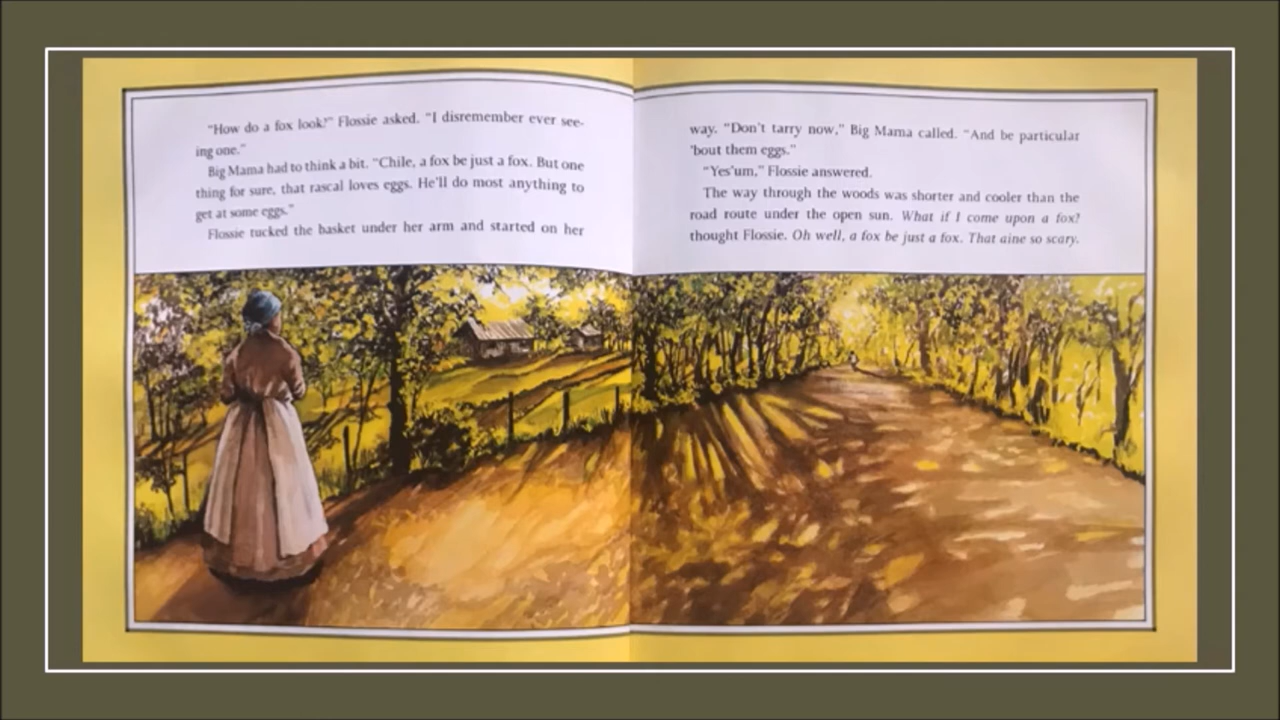 “How do a fox look?” Flossie asked. “I disremember ever see-
ing one.”
Big Mama had to think a bit. “Chile, a fox be just a fox. But one
thing for sure, that rascal loves eggs. He’ll do most anything to
get at some eggs.”
Flossie tucked the basket under her arm and started on her
way. “Don’t tarry now,” Big Mama called. “And be particular
’bout them eggs.”
“Yes’um,” Flossie answered.
The way through the woods was shorter and cooler than the
road route under the open sun. What if I come upon a fox?
thought Flossie. Oh well, a fox be just a fox. That aine so scary.